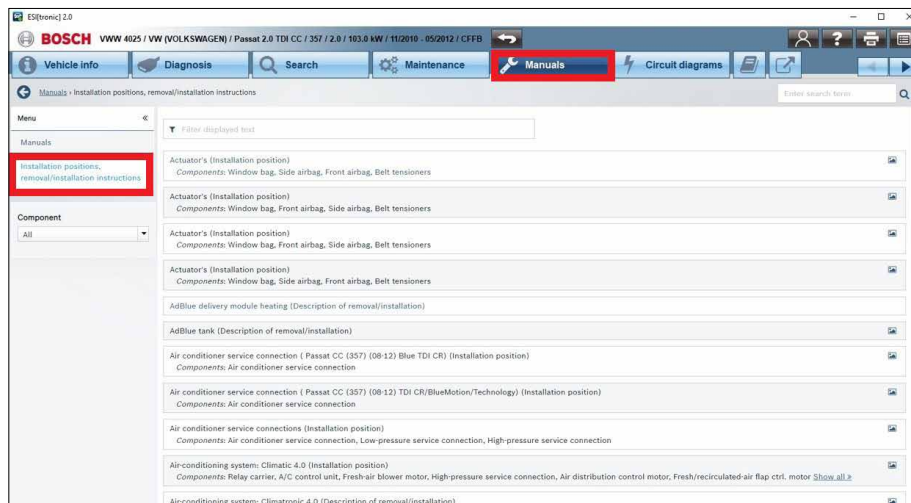 ESI[tronic] 2.0
BOSCH VWW 4025 / VW (VOLKSWAGEN) / Passat 2.0 TDI CC / 357 / 2.0 / 103.0 kW / 11/2010 - 05/2012 / CFFB
?
Vehicle info Diagnosis Search Maintenance Manuals Circuit diagrams
Manuals › Installation positions, removal/installation instructions
Enter search term
Menu «
Manuals
Installation positions,
removal/installation instructions
Component
All
Filter displayed text
Actuator's (Installation position)
Components: Window bag, Side airbag, Front airbag, Belt tensioners
Actuator's (Installation position)
Components: Window bag, Front airbag, Side airbag, Belt tensioners
Actuator's (Installation position)
Components: Window bag, Front airbag, Side airbag, Belt tensioners
Actuator's (Installation position)
Components: Window bag, Side airbag, Front airbag, Belt tensioners
AdBlue delivery module heating (Description of removal/installation)
AdBlue tank (Description of removal/installation)
Air conditioner service connection ( Passat CC (357) (08-12) Blue TDI CR) (Installation position)
Components: Air conditioner service connection
Air conditioner service connection ( Passat CC (357) (08-12) TDI CR/BlueMotion/Technology) (Installation position)
Components: Air conditioner service connection
Air conditioner service connections (Installation position)
Components: Air conditioner service connection, Low-pressure service connection, High-pressure service connection
Air-conditioning system: Climatic 4.0 (Installation position)
Components: Relay carrier, A/C control unit, Fresh-air blower motor, High-pressure service connection, Air distribution control motor, Fresh/recirculated-air flap ctrl. motor Show all »
Air-conditioning system: Climatronic 4.0 (Description of removal/installation)